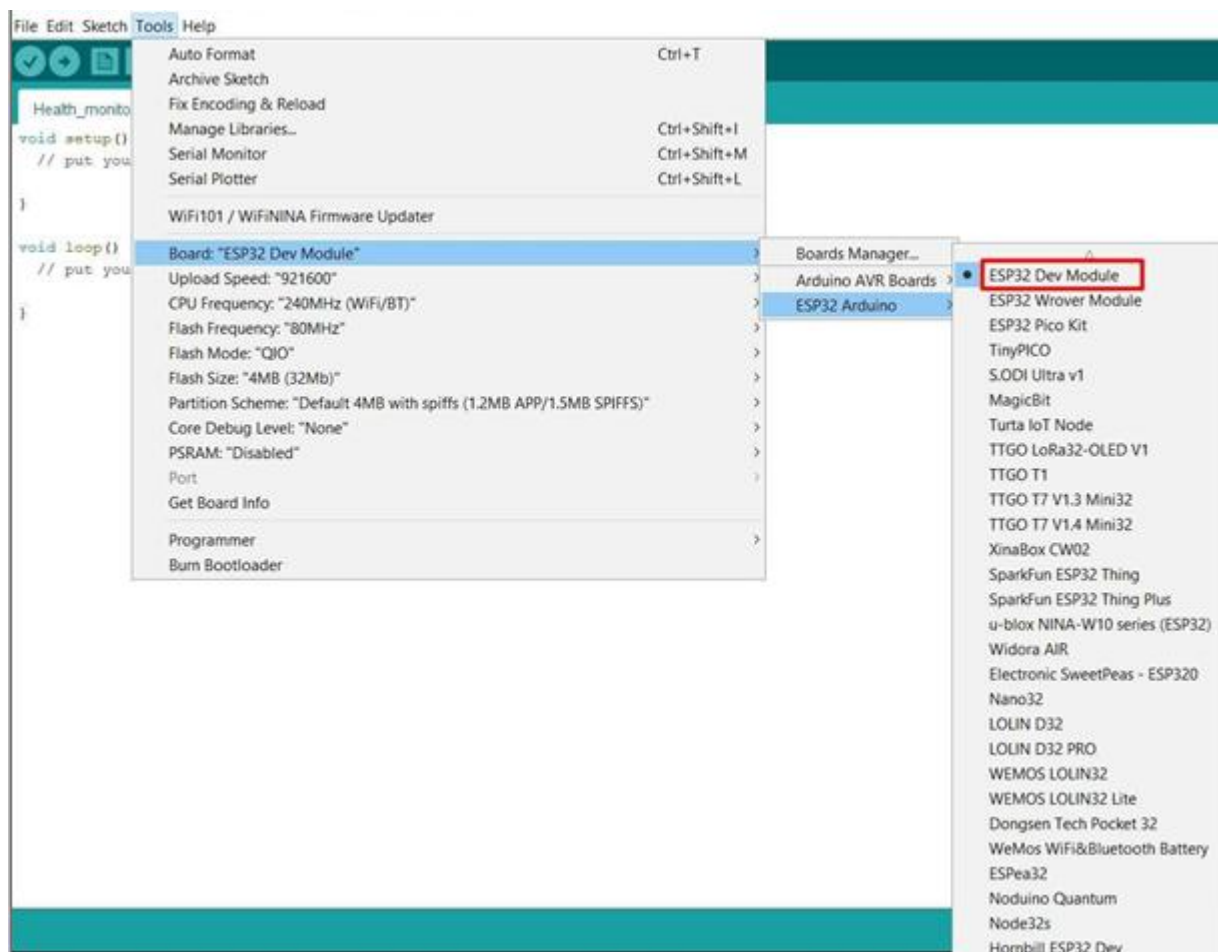 File Edit Sketch Tools Help
Auto Format Ctrl+T
Archive Sketch
Fix Encoding & Reload
Manage Libraries... Ctrl+Shift+I
Serial Monitor Ctrl+Shift+M
Serial Plotter Ctrl+Shift+L
WiFi101 / WiFiNINA Firmware Updater
Board: "ESP32 Dev Module"
Upload Speed: "921600"
CPU Frequency: "240MHz (WiFi/BT)"
Flash Frequency: "80MHz"
Flash Mode: "QIO"
Flash Size: "4MB (32Mb)"
Partition Scheme: "Default 4MB with spiffs (1.2MB APP/1.5MB SPIFFS)"
Core Debug Level: "None"
PSRAM: "Disabled"
Port
Get Board Info
Programmer
Burn Bootloader
Health_monito
void setup()
// put you
}
void loop()
// put you
}
Boards Manager...
Arduino AVR Boards
ESP32 Arduino
ESP32 Dev Module
ESP32 Wrover Module
ESP32 Pico Kit
TinyPICO
S.ODI Ultra v1
MagicBit
Turta IoT Node
TTGO LoRa32-OLED V1
TTGO T1
TTGO T7 V1.3 Mini32
TTGO T7 V1.4 Mini32
XinaBox CW02
SparkFun ESP32 Thing
SparkFun ESP32 Thing Plus
u-blox NINA-W10 series (ESP32)
Widora AIR
Electronic SweetPeas - ESP320
Nano32
LOLIN D32
LOLIN D32 PRO
WEMOS LOLIN32
WEMOS LOLIN32 Lite
Dongsen Tech Pocket 32
WeMos WiFi&Bluetooth Battery
ESPea32
Noduino Quantum
Node32s
Hornbill ESP32 Dev